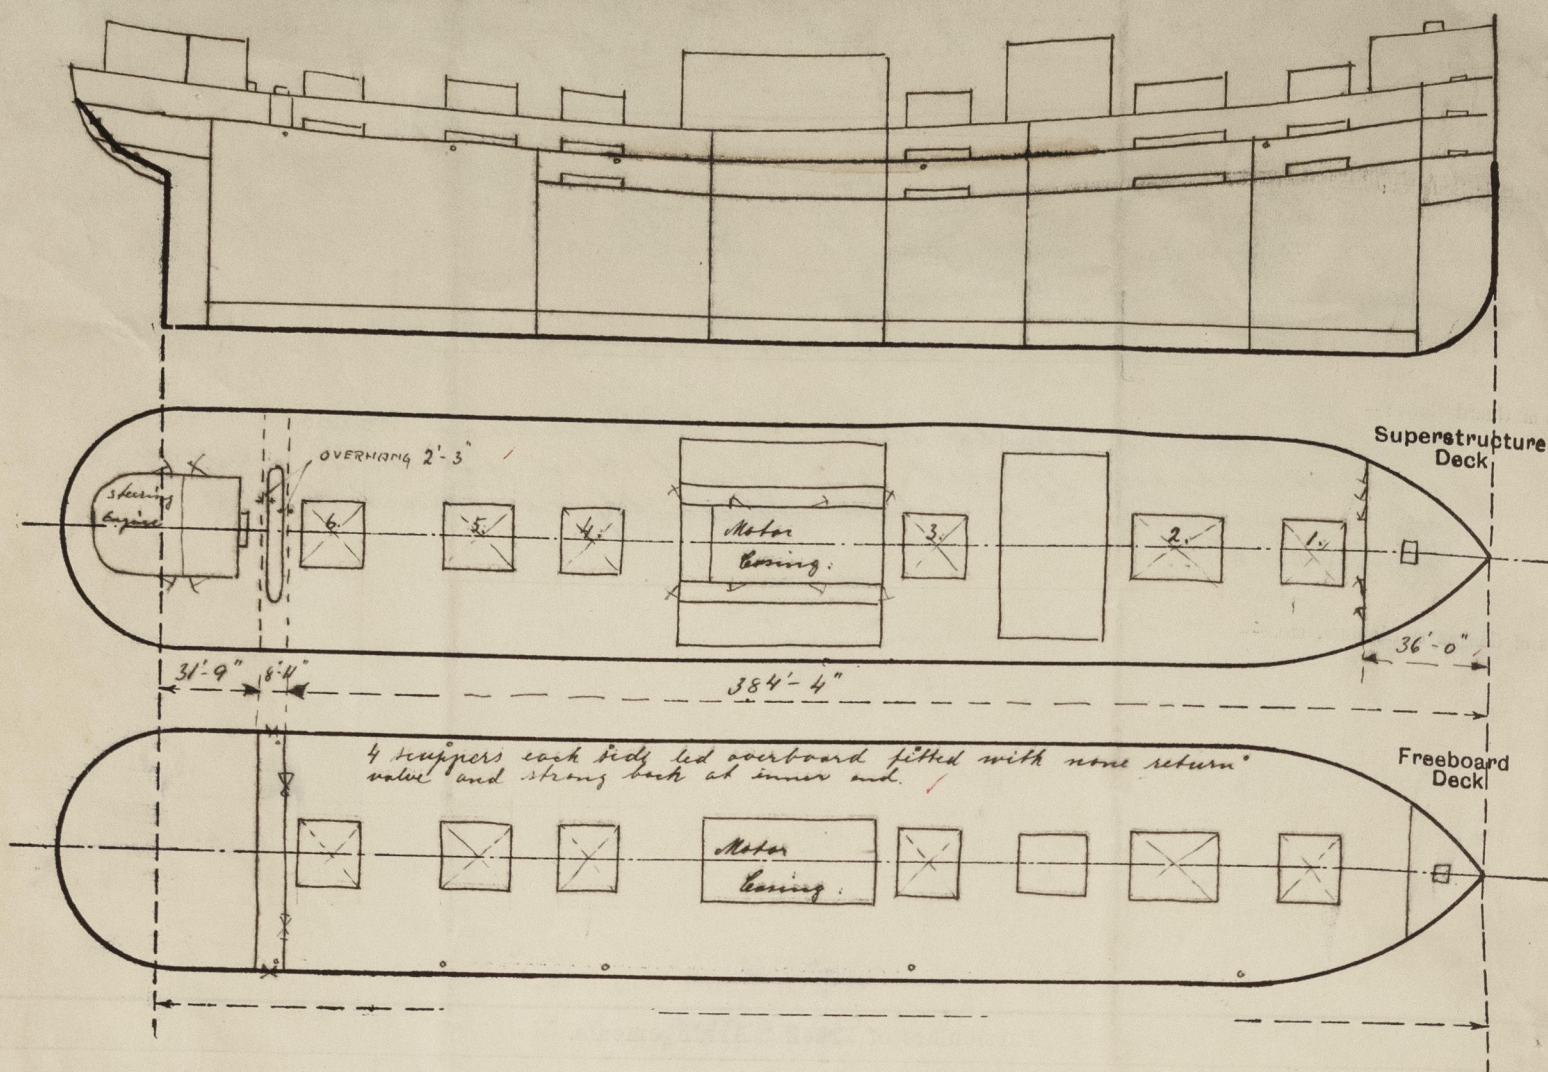 Superstructure
Deck
OVERHANG 2'-3"
steering
Engine
6.
5.
4.
Motor
Casing.
3.
2.
1.
36'-0"
31'-9"
384'-4"
4 scuppers each side led overboard fitted with none return
valve and strong back at inner end.
Freeboard
Deck
Motor
Casing.